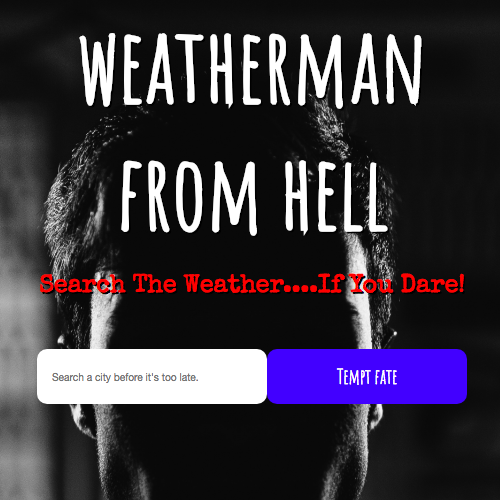 WEATHERMAN
FROM HELL
Search The Weather....If You Dare!
Search a city before it's too late.
Tempt fate